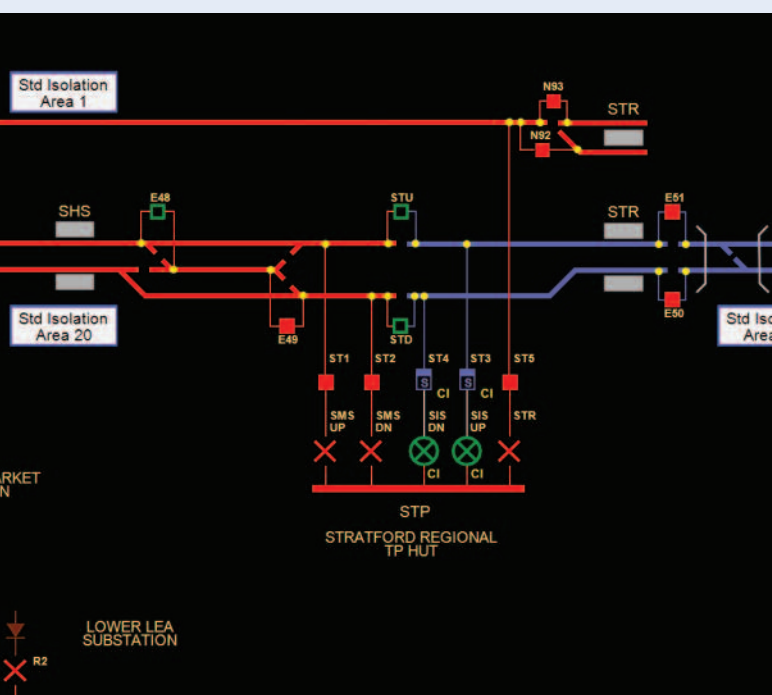 Std Isolation
Area 1
N93
STR
N92
SHS
E48
STU
STR
E51
Std Isolation
Area 20
E49
STD
E50
Std Iso
Area
ST1
ST2
ST4
ST3
ST5
S
S
CI
CI
SMS
UP
SMS
DN
SIS
DN
SIS
UP
STR
CI
CI
ARKET
N
STP
STRATFORD REGIONAL
TP HUT
LOWER LEA
SUBSTATION
R2